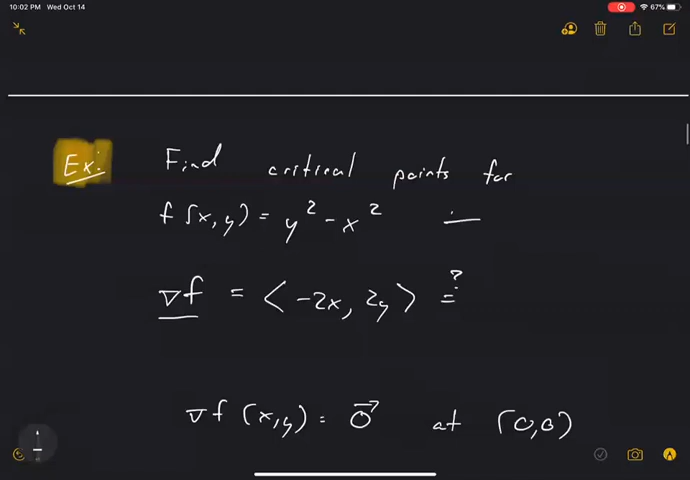 10:02 PM Wed Oct 14
67%
Ex: Find critical points for
f(x,y) = y² - x²
∇f = < -2x, 2y > ≟
∇f (x,y) = 0⃗ at (0,0)